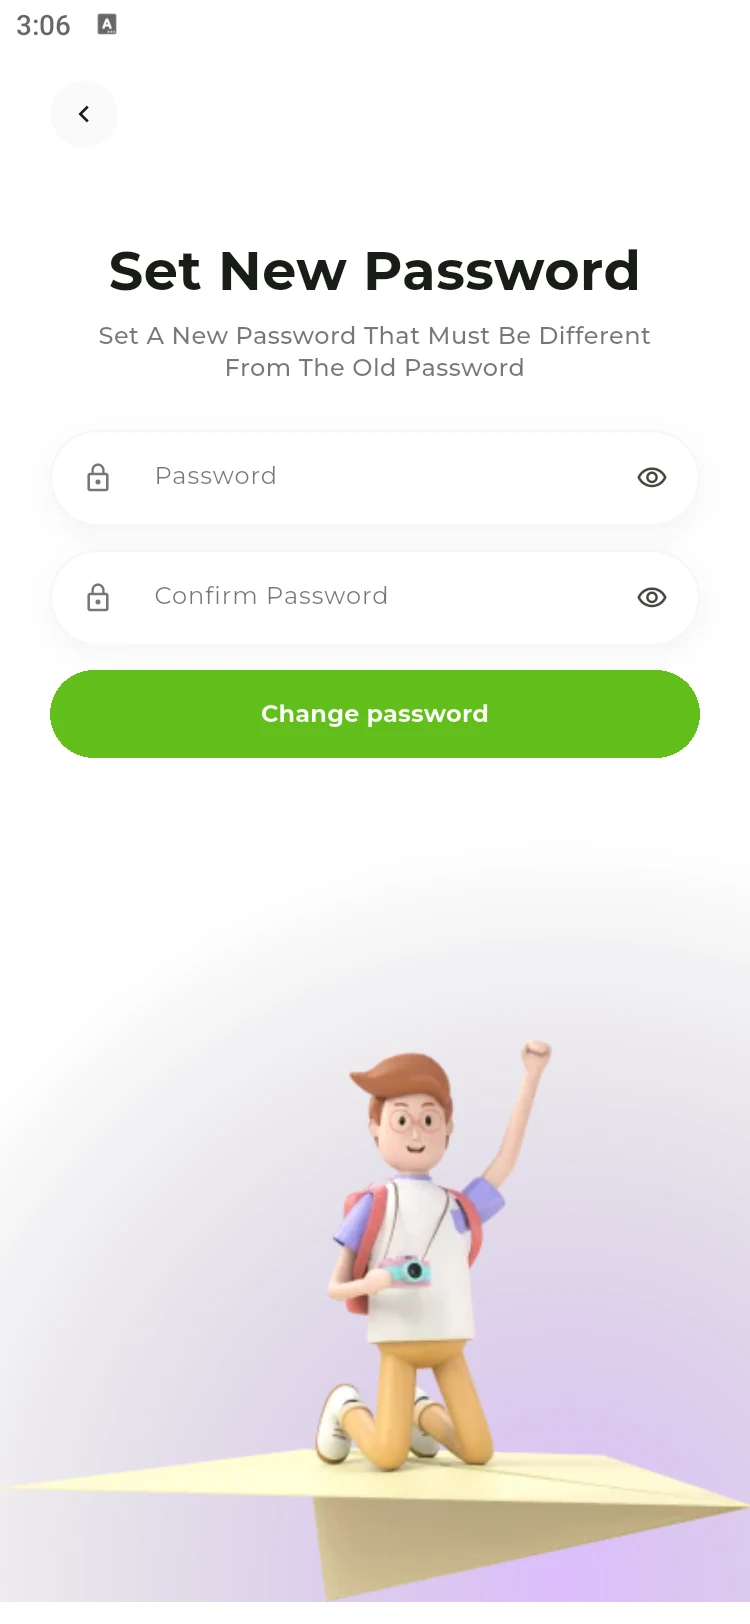 3:06
A
Set New Password
Set A New Password That Must Be Different
From The Old Password
Password
Confirm Password
Change password